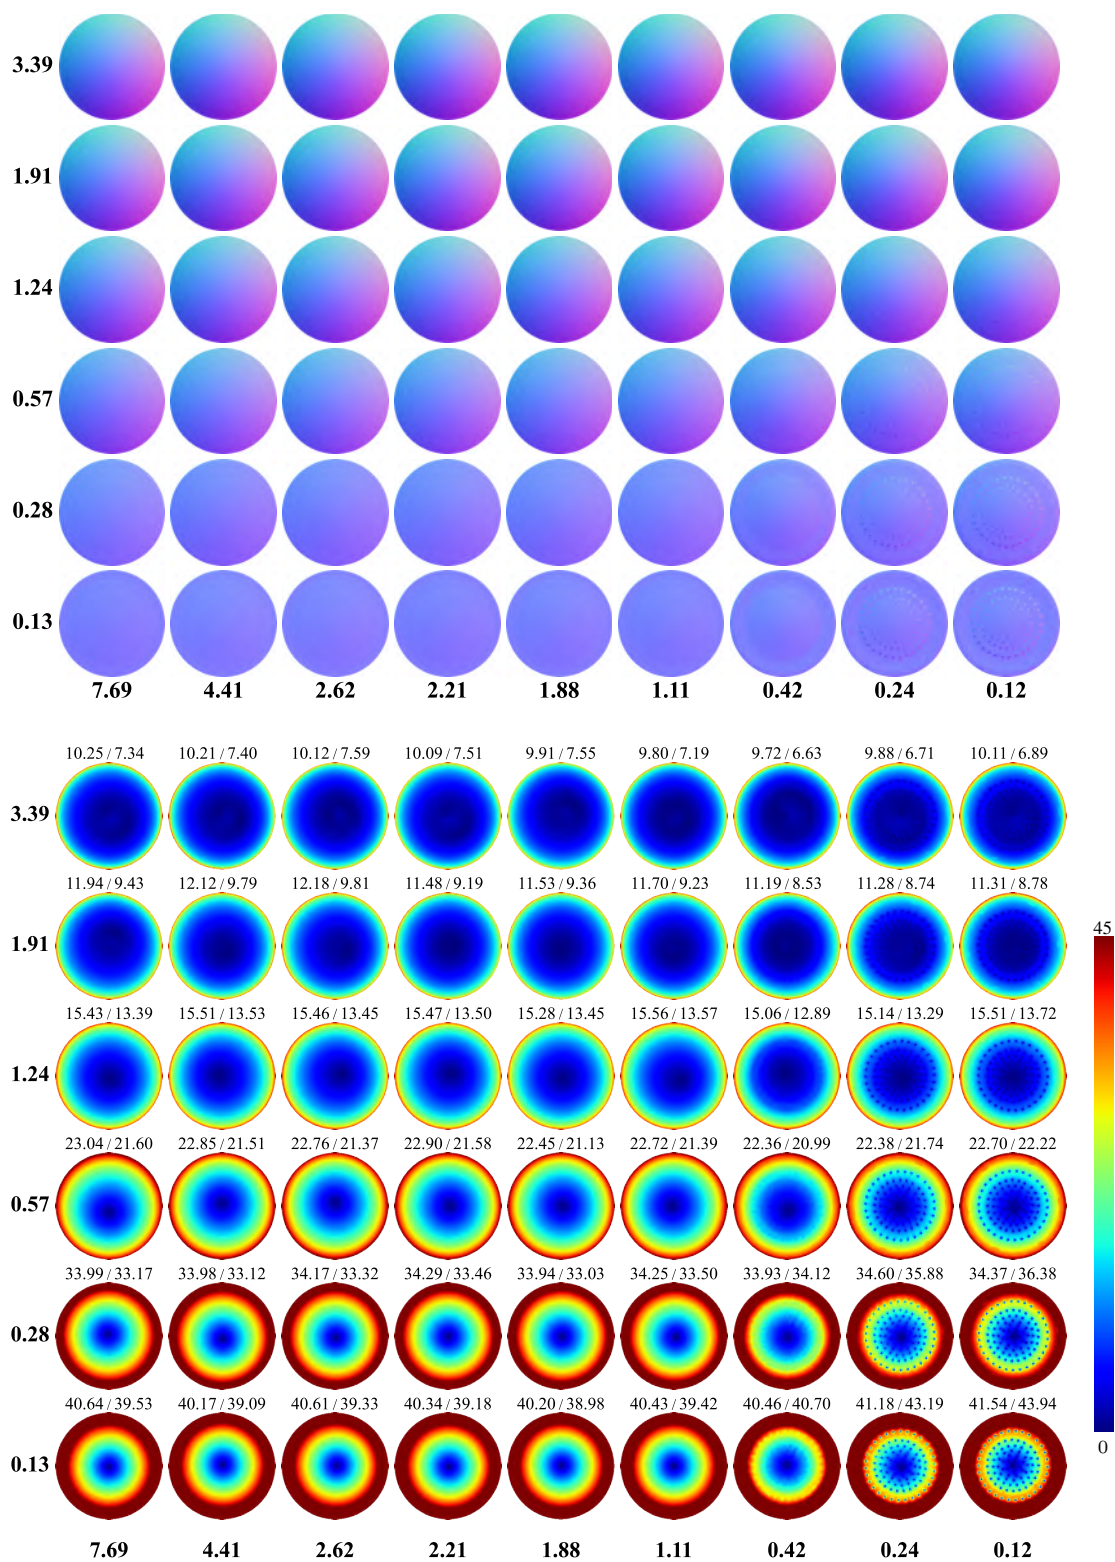 3.39
1.91
1.24
0.57
0.28
0.13
7.69 4.41 2.62 2.21 1.88 1.11 0.42 0.24 0.12
10.25 / 7.34 10.21 / 7.40 10.12 / 7.59 10.09 / 7.51 9.91 / 7.55 9.80 / 7.19 9.72 / 6.63 9.88 / 6.71 10.11 / 6.89
3.39
11.94 / 9.43 12.12 / 9.79 12.18 / 9.81 11.48 / 9.19 11.53 / 9.36 11.70 / 9.23 11.19 / 8.53 11.28 / 8.74 11.31 / 8.78
45
1.91
15.43 / 13.39 15.51 / 13.53 15.46 / 13.45 15.47 / 13.50 15.28 / 13.45 15.56 / 13.57 15.06 / 12.89 15.14 / 13.29 15.51 / 13.72
1.24
23.04 / 21.60 22.85 / 21.51 22.76 / 21.37 22.90 / 21.58 22.45 / 21.13 22.72 / 21.39 22.36 / 20.99 22.38 / 21.74 22.70 / 22.22
0.57
33.99 / 33.17 33.98 / 33.12 34.17 / 33.32 34.29 / 33.46 33.94 / 33.03 34.25 / 33.50 33.93 / 34.12 34.60 / 35.88 34.37 / 36.38
0.28
40.64 / 39.53 40.17 / 39.09 40.61 / 39.33 40.34 / 39.18 40.20 / 38.98 40.43 / 39.42 40.46 / 40.70 41.18 / 43.19 41.54 / 43.94
0
0.13
7.69 4.41 2.62 2.21 1.88 1.11 0.42 0.24 0.12